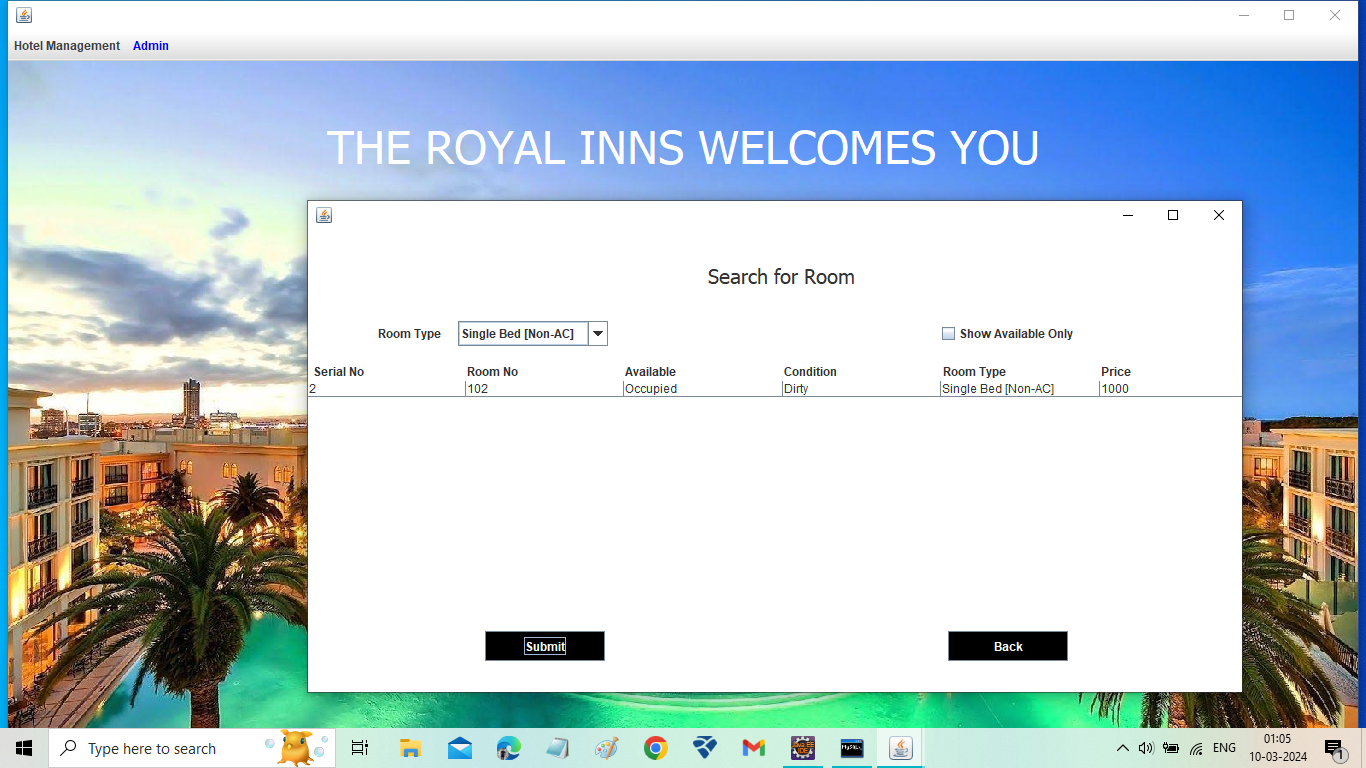 Hotel Management Admin
THE ROYAL INNS WELCOMES YOU
Search for Room
Room Type Single Bed [Non-AC] Show Available Only
Serial No Room No Available Condition Room Type Price
2 102 Occupied Dirty Single Bed [Non-AC] 1000
Submit Back
Type here to search ENG 01:05
10-03-2024 1